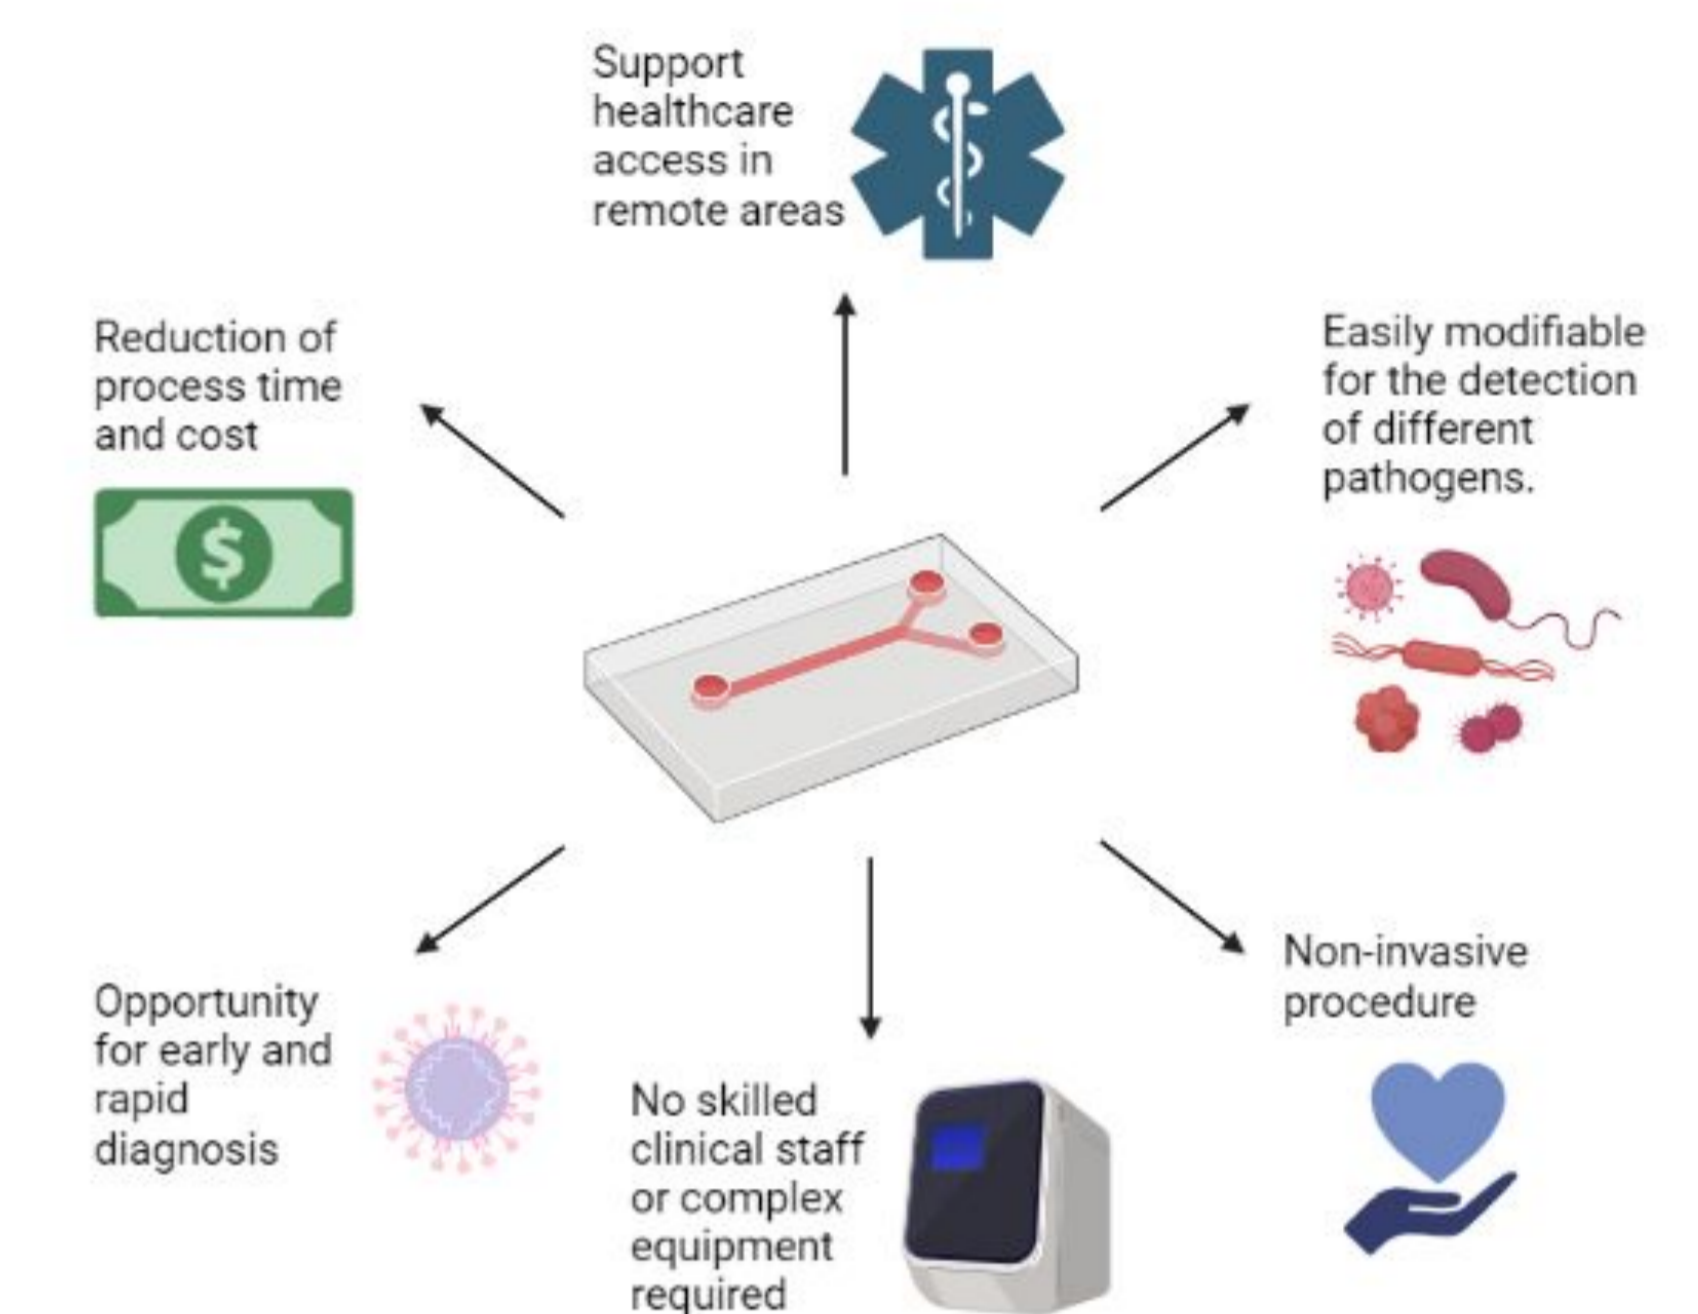 Support
healthcare
access in
remote areas
Reduction of
process time
and cost
$
Easily modifiable
for the detection
of different
pathogens.
Opportunity
for early and
rapid
diagnosis
No skilled
clinical staff
or complex
equipment
required
Non-invasive
procedure